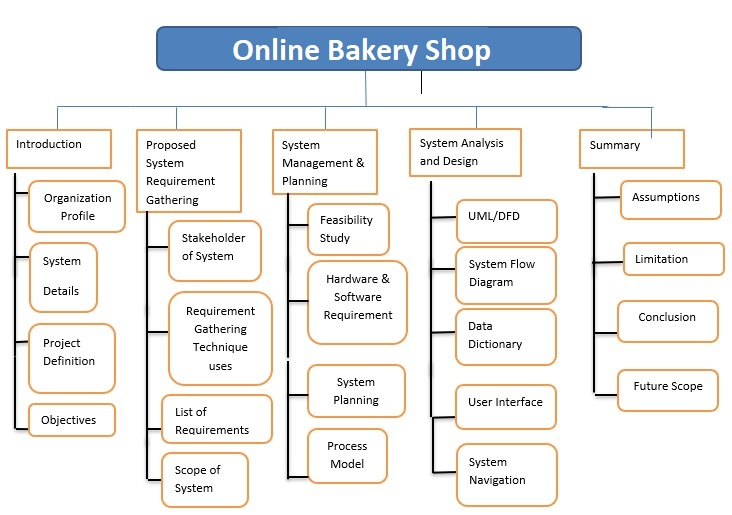 Online Bakery Shop
Introduction
Organization
Profile
System
Details
Project
Definition
Objectives
Proposed
System
Requirement
Gathering
Stakeholder
of System
Requirement
Gathering
Technique
uses
List of
Requirements
Scope of
System
System
Management &
Planning
Feasibility
Study
Hardware &
Software
Requirement
System
Planning
Process
Model
System Analysis
and Design
UML/DFD
System Flow
Diagram
Data
Dictionary
User Interface
System
Navigation
Summary
Assumptions
Limitation
Conclusion
Future Scope